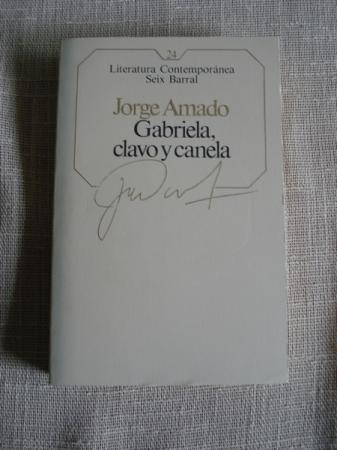 24
Literatura Contemporánea
Seix Barral
Jorge Amado
Gabriela,
clavo y canela